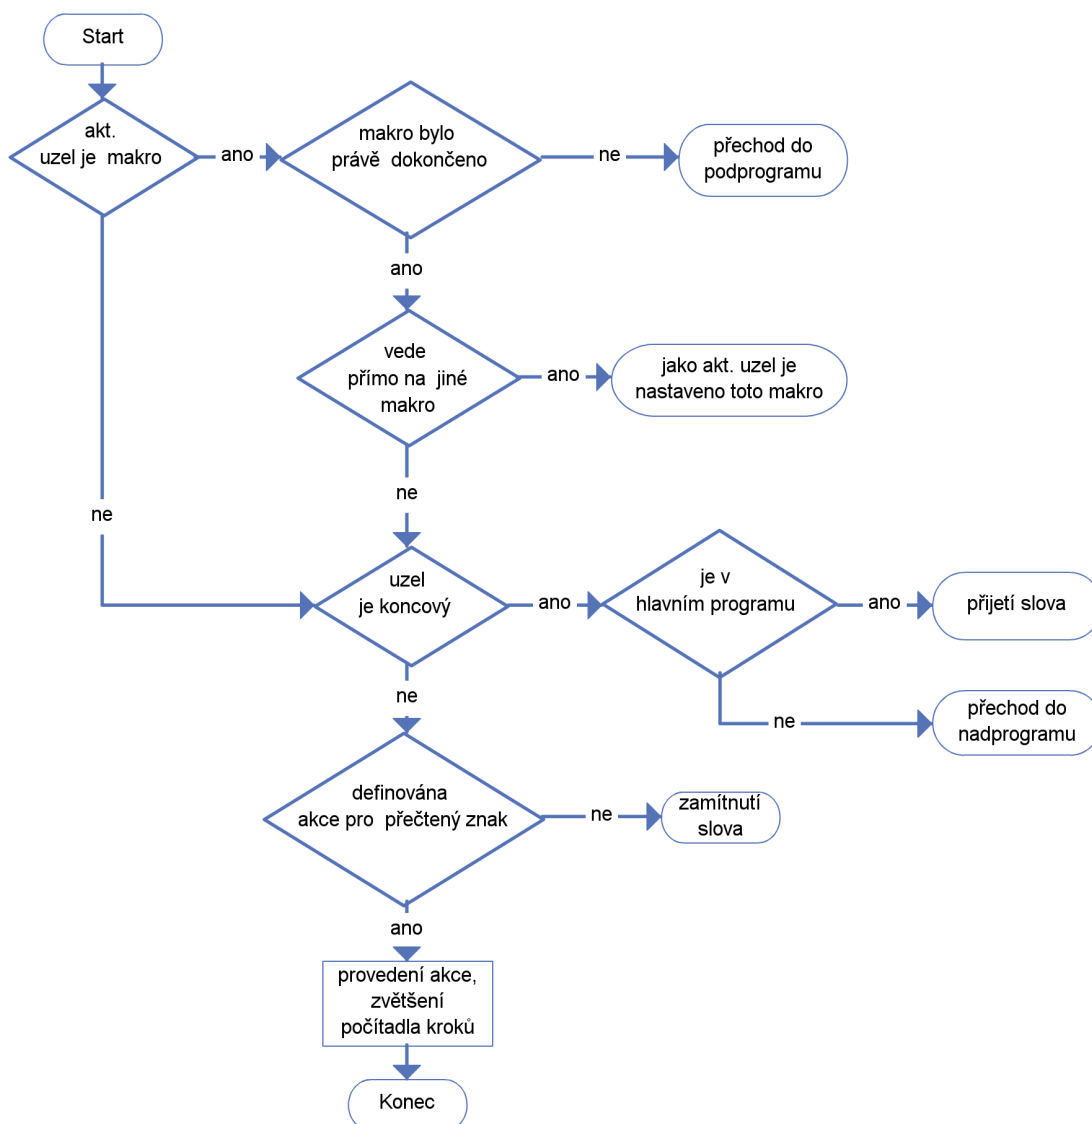 Start
akt.
uzel je makro
ano
makro bylo
právě dokončeno
ne
přechod do
podprogramu
ano
vede
přímo na jiné
makro
ano
jako akt. uzel je
nastaveno toto makro
ne
ne
uzel
je koncový
ano
je v
hlavním programu
ano
přijetí slova
ne
přechod do
nadprogramu
ne
definována
akce pro přečtený znak
ne
zamítnutí
slova
ano
provedení akce,
zvětšení
počítadla kroků
Konec